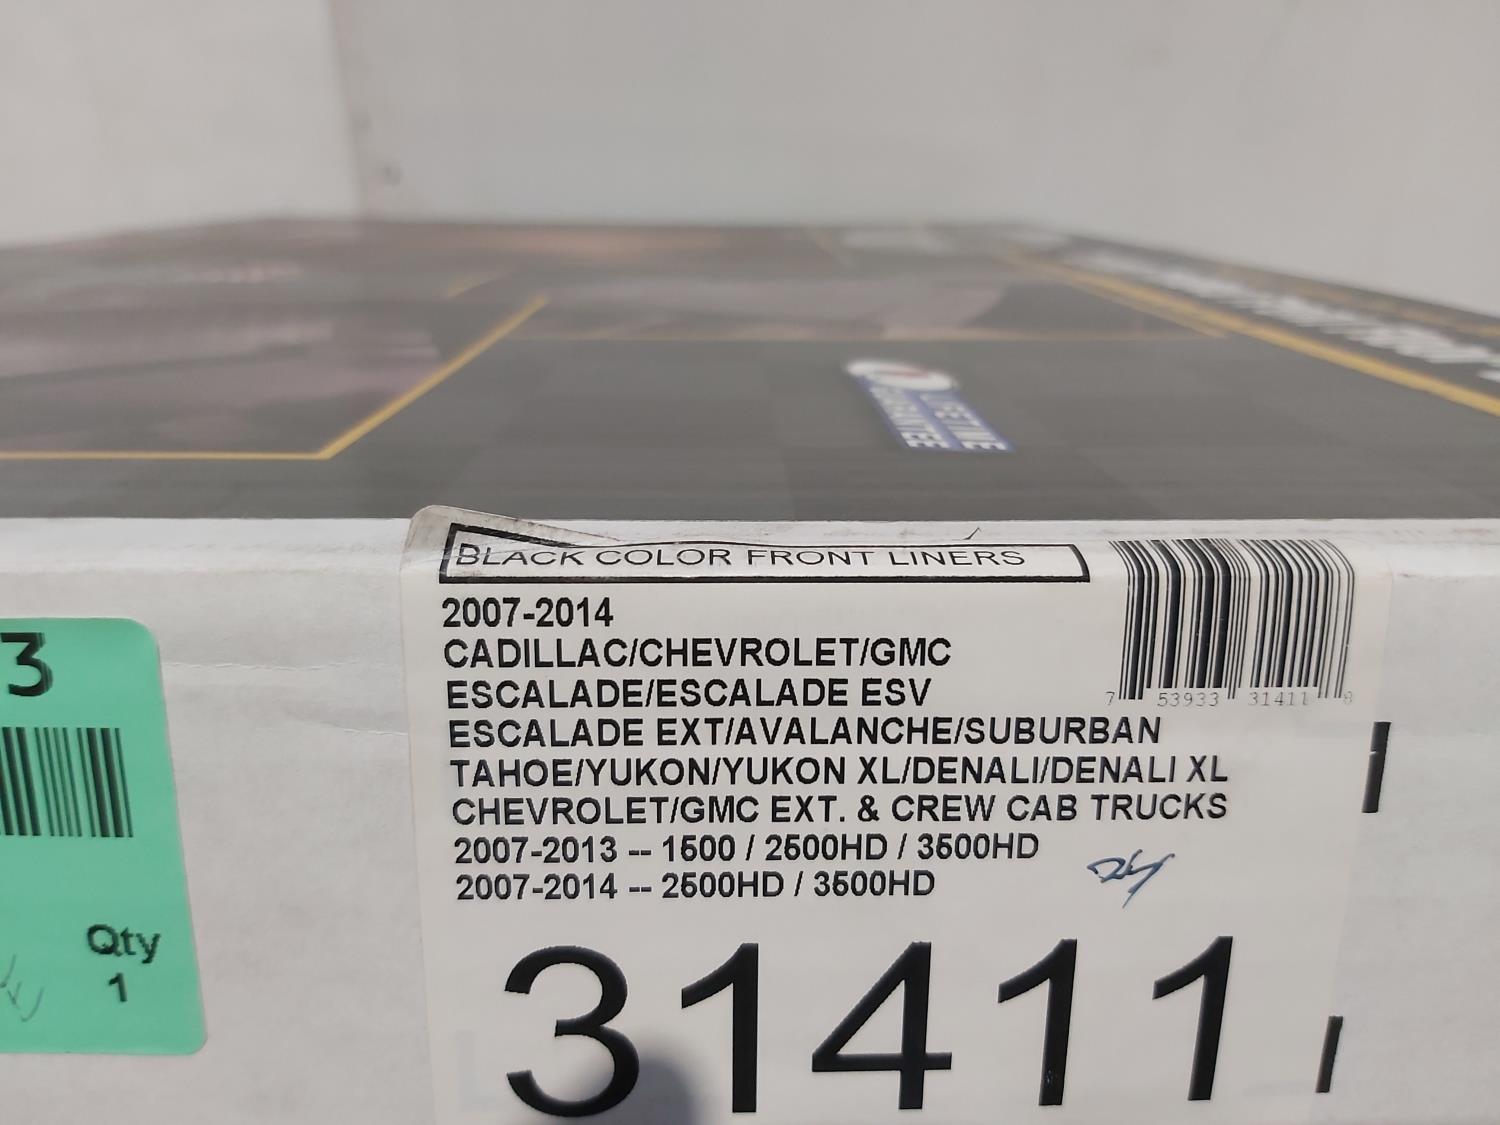 LIFETIME
GUARANTEE
BLACK COLOR FRONT LINERS
2007-2014
CADILLAC/CHEVROLET/GMC
ESCALADE/ESCALADE ESV
ESCALADE EXT/AVALANCHE/SUBURBAN
TAHOE/YUKON/YUKON XL/DENALI/DENALI XL
CHEVROLET/GMC EXT. & CREW CAB TRUCKS
2007-2013 -- 1500 / 2500HD / 3500HD
2007-2014 -- 2500HD / 3500HD
31411
7 53933 31411 8
3
Qty
1